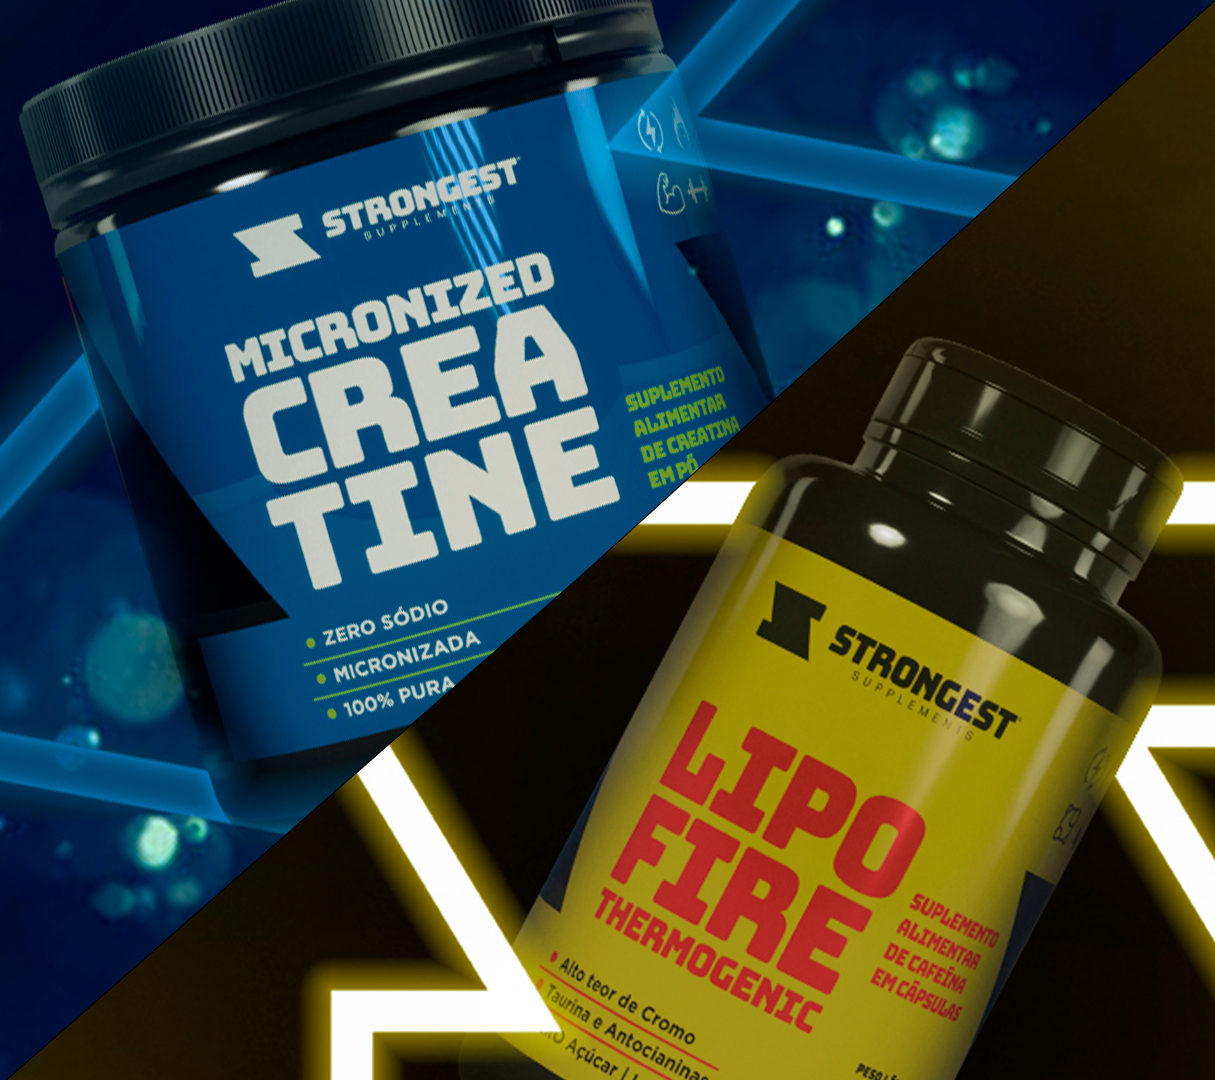 STRONGEST
SUPPLEMENTS
MICRONIZED
CREA
TINE
SUPLEMENTO
ALIMENTAR
DE CREATINA
EM PÓ
• ZERO SÓDIO
• MICRONIZADA
• 100% PURA
STRONGEST
SUPPLEMENTS
LIPO
FIRE
THERMOGENIC
SUPLEMENTO
ALIMENTAR
DE CAFEÍNA
EM CÁPSULAS
• Alto teor de Cromo
• Taurina e Antocianinas
Açúcar |